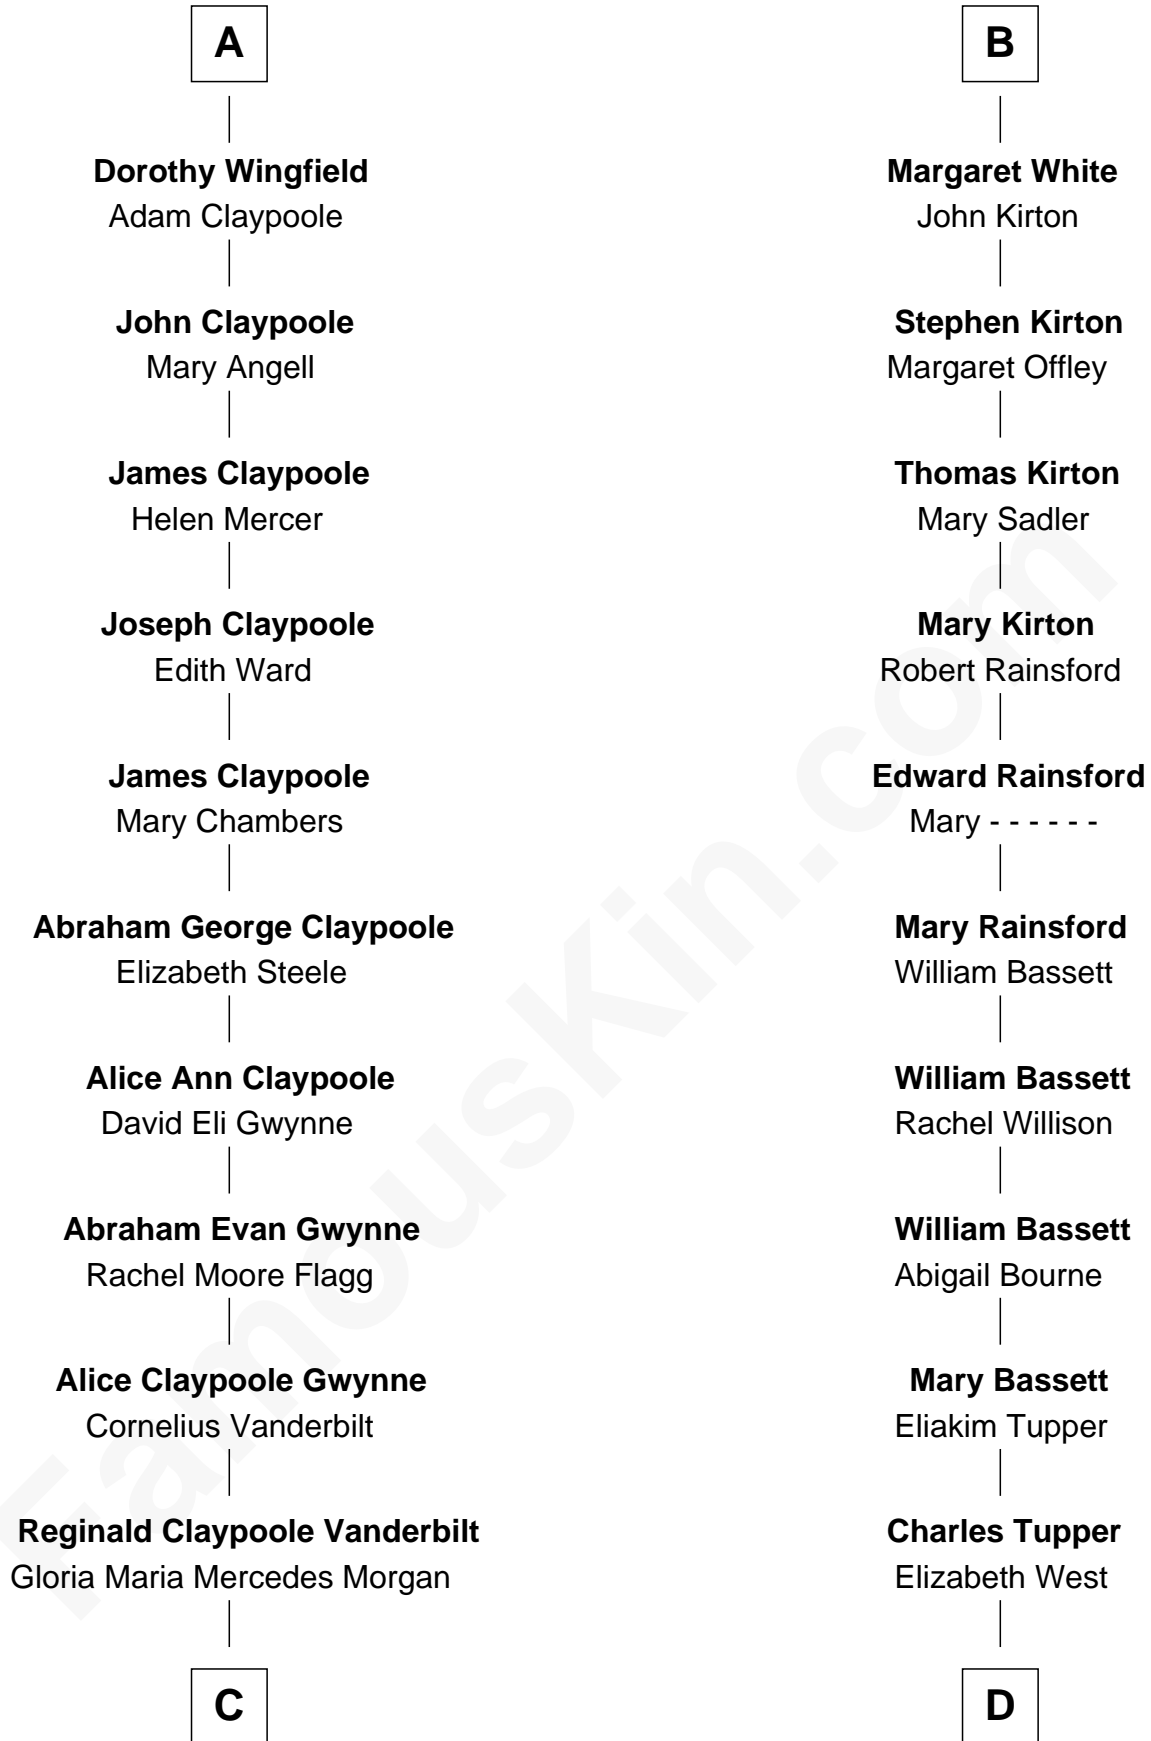 A
Dorothy Wingfield
Adam Claypoole
John Claypoole
Mary Angell
James Claypoole
Helen Mercer
Joseph Claypoole
Edith Ward
James Claypoole
Mary Chambers
Abraham George Claypoole
Elizabeth Steele
Alice Ann Claypoole
David Eli Gwynne
Abraham Evan Gwynne
Rachel Moore Flagg
Alice Claypoole Gwynne
Cornelius Vanderbilt
Reginald Claypoole Vanderbilt
Gloria Maria Mercedes Morgan
C
B
Margaret White
John Kirton
Stephen Kirton
Margaret Offley
Thomas Kirton
Mary Sadler
Mary Kirton
Robert Rainsford
Edward Rainsford
Mary - - - - - -
Mary Rainsford
William Bassett
William Bassett
Rachel Willison
William Bassett
Abigail Bourne
Mary Bassett
Eliakim Tupper
Charles Tupper
Elizabeth West
D
FamousKin.com